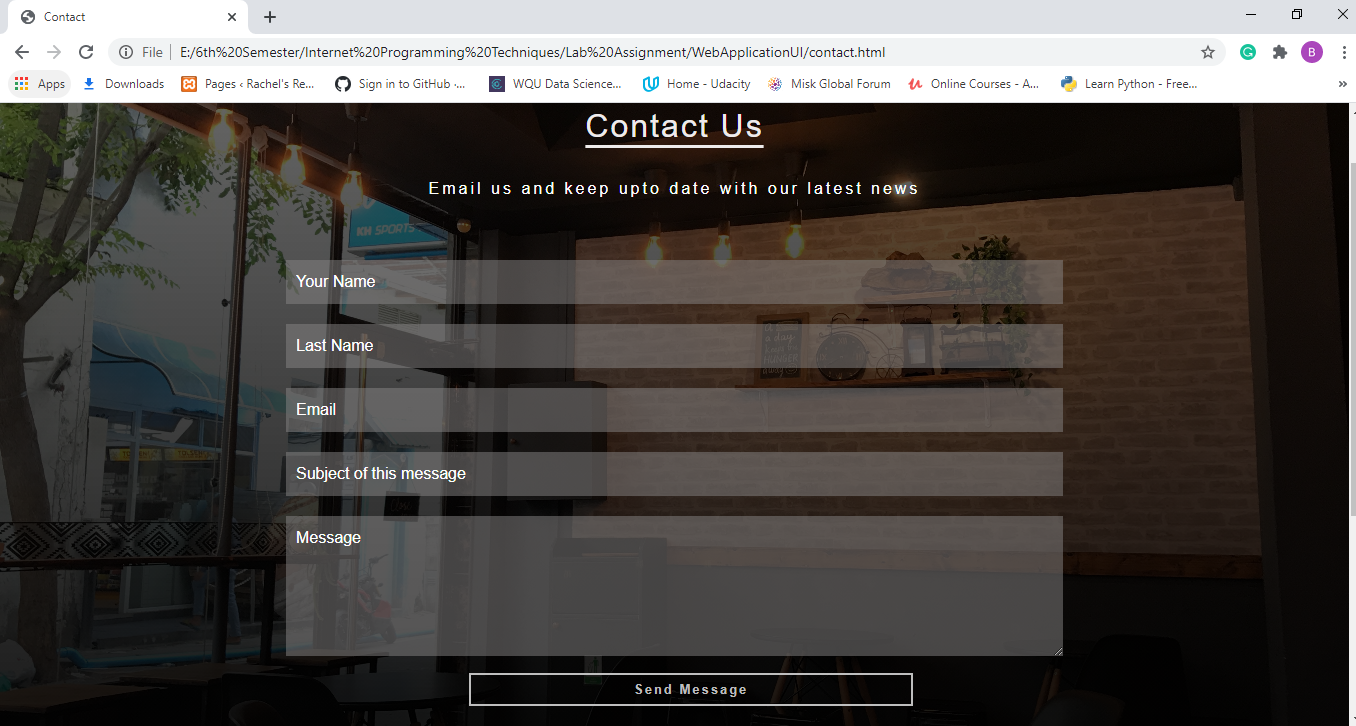 Contact
File E:/6th%20Semester/Internet%20Programming%20Techniques/Lab%20Assignment/WebApplicationUI/contact.html
B
Apps Downloads Pages ‹ Rachel's Re... Sign in to GitHub ·... WQU Data Science... Home - Udacity Misk Global Forum Online Courses - A... Learn Python - Free... »
Contact Us
Email us and keep upto date with our latest news
KH SPORTS
Your Name
Last Name
Email
Subject of this message
Message
Send Message